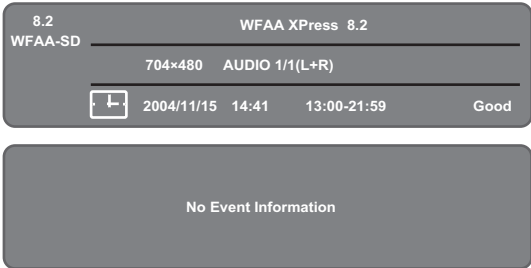 8.2 WFAA XPress 8.2
WFAA-SD
704×480 AUDIO 1/1(L+R)
2004/11/15 14:41 13:00-21:59 Good
No Event Information